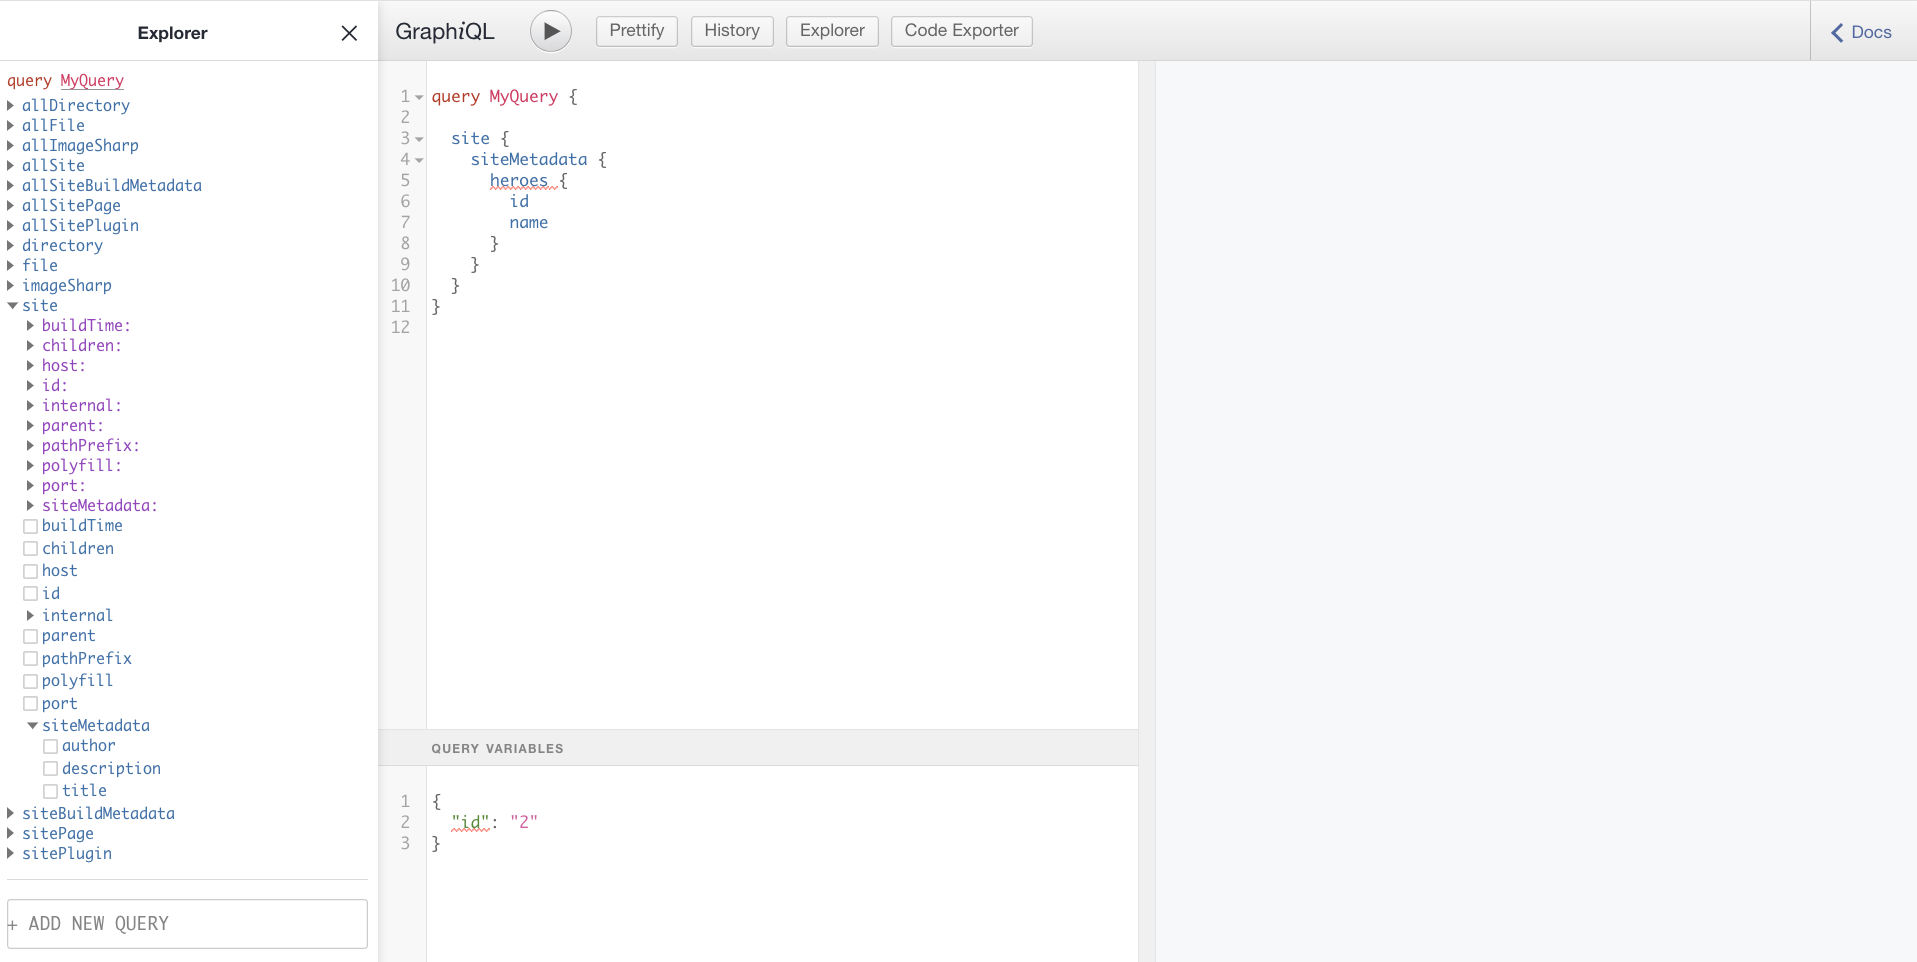 Explorer
query MyQuery
allDirectory
allFile
allImageSharp
allSite
allSiteBuildMetadata
allSitePage
allSitePlugin
directory
file
imageSharp
site
buildTime:
children:
host:
id:
internal:
parent:
pathPrefix:
polyfill:
port:
siteMetadata:
buildTime
children
host
id
internal
parent
pathPrefix
polyfill
port
siteMetadata
author
description
title
siteBuildMetadata
sitePage
sitePlugin
+ ADD NEW QUERY
GraphiQL
Prettify
History
Explorer
Code Exporter
Docs
1 query MyQuery {
2
3 site {
4 siteMetadata {
5 heroes {
6 id
7 name
8 }
9 }
10 }
11 }
12
QUERY VARIABLES
1 {
2 "id": "2"
3 }